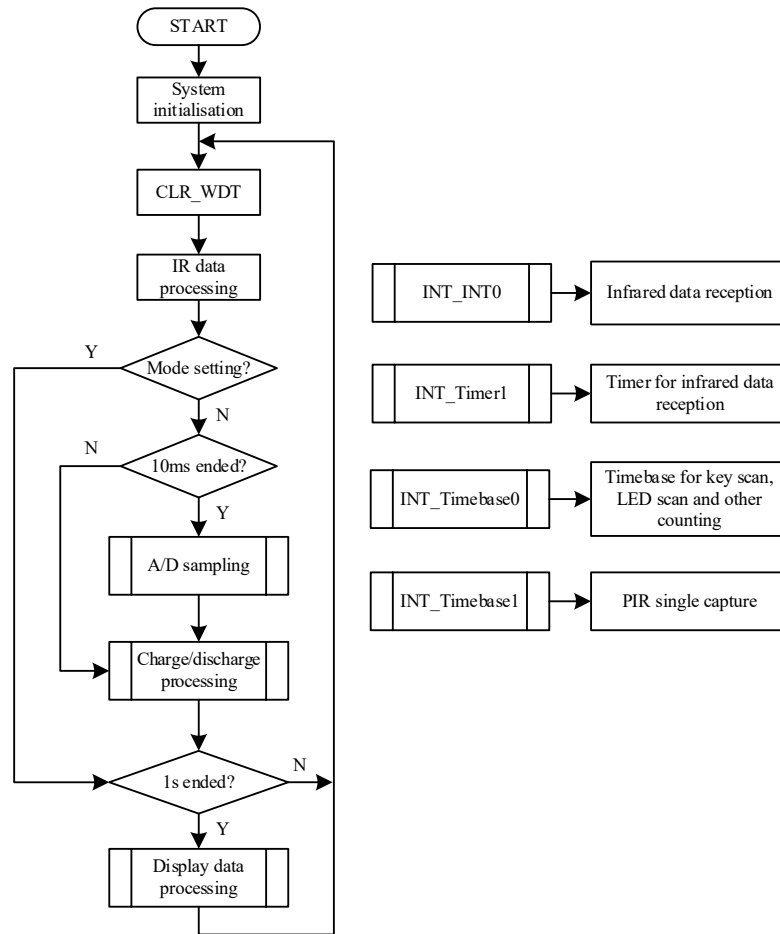 START
System
initialisation
CLR_WDT
IR data
processing
Y
Mode setting?
N
N
10ms ended?
Y
A/D sampling
Charge/discharge
processing
1s ended?
N
Y
Display data
processing
INT_INT0
Infrared data reception
INT_Timer1
Timer for infrared data
reception
INT_Timebase0
Timebase for key scan,
LED scan and other
counting
INT_Timebase1
PIR single capture